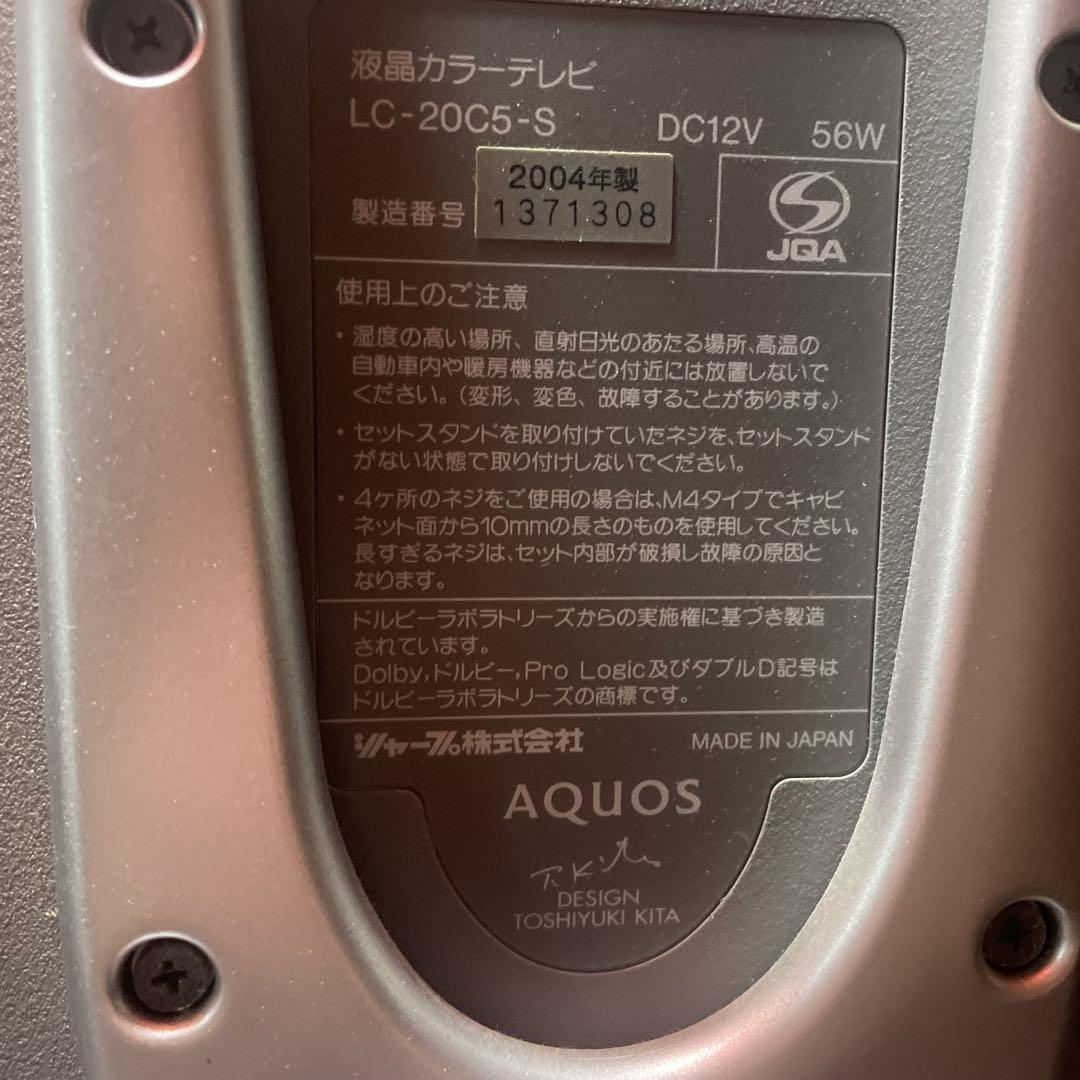 液晶カラーテレビ
LC-20C5-S DC12V 56W
2004年製
製造番号 1371308
JQA
使用上のご注意
・湿度の高い場所、直射日光のあたる場所、高温の
自動車内や暖房機器などの付近には放置しないで
ください。(変形、変色、故障することがあります。)
・セットスタンドを取り付けていたネジを、セットスタンド
がない状態で取り付けしないでください。
・4ヶ所のネジをご使用の場合は、M4タイプでキャビ
ネット面から10mmの長さのものを使用してください。
長すぎるネジは、セット内部が破損し故障の原因と
なります。
ドルビーラボラトリーズからの実施権に基づき製造
されています。
Dolby,ドルビー,Pro Logic及びダブルD記号は
ドルビーラボラトリーズの商標です。
シャープ株式会社 MADE IN JAPAN
AQUOS
DESIGN
TOSHIYUKI KITA